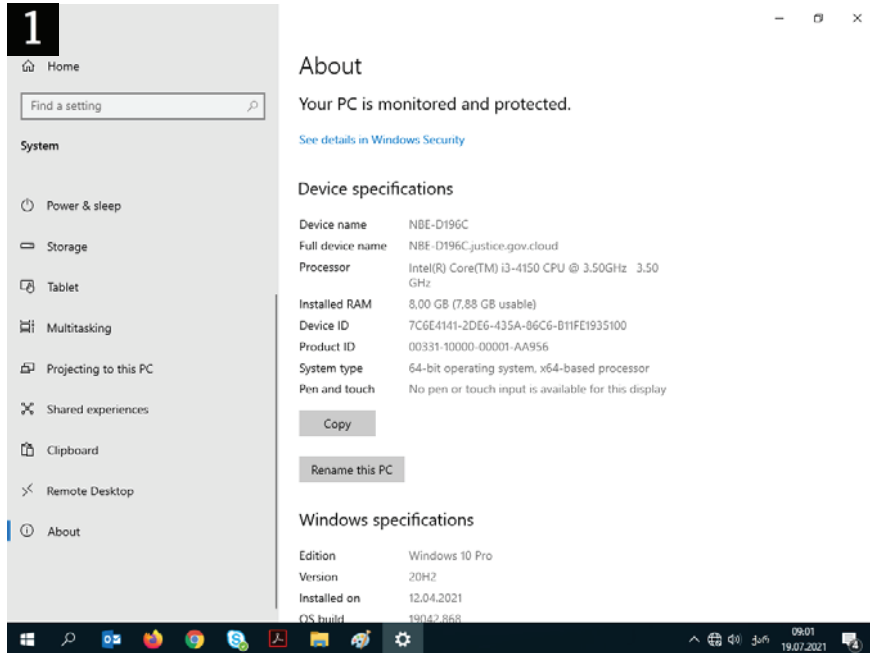 1
Home
Find a setting
System
Power & sleep
Storage
Tablet
Multitasking
Projecting to this PC
Shared experiences
Clipboard
Remote Desktop
About
About
Your PC is monitored and protected.
See details in Windows Security
Device specifications
Device name NBE-D196C
Full device name NBE-D196C.justice.gov.cloud
Processor Intel(R) Core(TM) i3-4150 CPU @ 3.50GHz 3.50
GHz
Installed RAM 8,00 GB (7,88 GB usable)
Device ID 7C6E4141-2DE6-435A-86C6-B11FE1935100
Product ID 00331-10000-00001-AA956
System type 64-bit operating system, x64-based processor
Pen and touch No pen or touch input is available for this display
Copy
Rename this PC
Windows specifications
Edition Windows 10 Pro
Version 20H2
Installed on 12.04.2021
OS build 19042.868
ქარ 09:01
19.07.2021
4